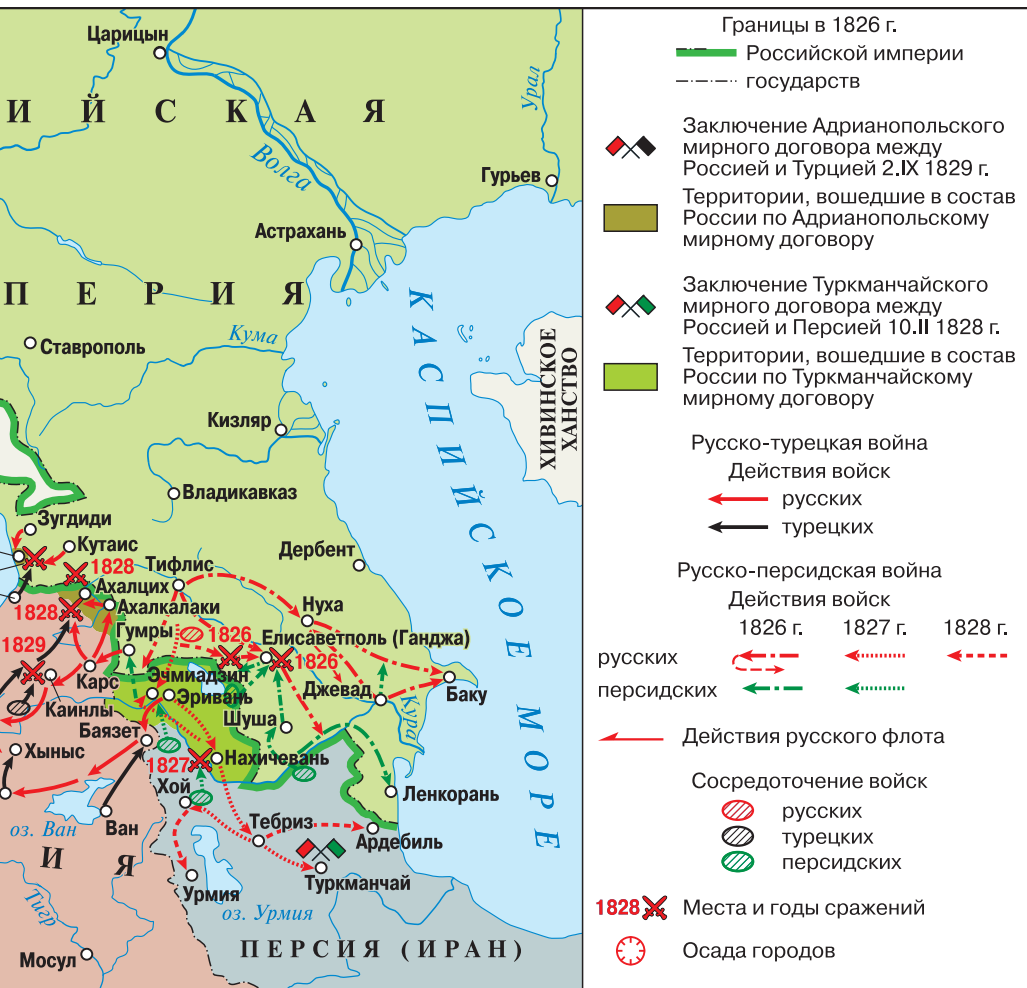 Царицын
И Й С К А Я
Волга
Урал
Гурьев
Астрахань
П Е Р И Я
КАСПИЙСКОЕ МОРЕ
Кума
Ставрополь
ХИВИНСКОЕ
ХАНСТВО
Кизляр
Владикавказ
Зугдиди
Кутаис
1828
Тифлис
Дербент
Ахалцих
1828
Ахалкалаки
Нуха
Гумры
1826
Елисаветполь (Ганджа)
1826
1829
Карс
Эчмиадзин
Эривань
Джевад
Баку
Каинлы
Кура
Баязет
Шуша
Хыныс
1827
Нахичевань
Хой
Ленкорань
оз. Ван
Ван
Тебриз
Ардебиль
И Я
Туркманчай
Урмия
оз. Урмия
Тигр
ПЕРСИЯ (ИРАН)
Мосул
Границы в 1826 г.
Российской империи
государств
Заключение Адрианопольского
мирного договора между
Россией и Турцией 2.IX 1829 г.
Территории, вошедшие в состав
России по Адрианопольскому
мирному договору
Заключение Туркманчайского
мирного договора между
Россией и Персией 10.II 1828 г.
Территории, вошедшие в состав
России по Туркманчайскому
мирному договору
Русско-турецкая война
Действия войск
русских
турецких
Русско-персидская война
Действия войск
1826 г. 1827 г. 1828 г.
русских
персидских
Действия русского флота
Сосредоточение войск
русских
турецких
персидских
1828 Места и годы сражений
Осада городов